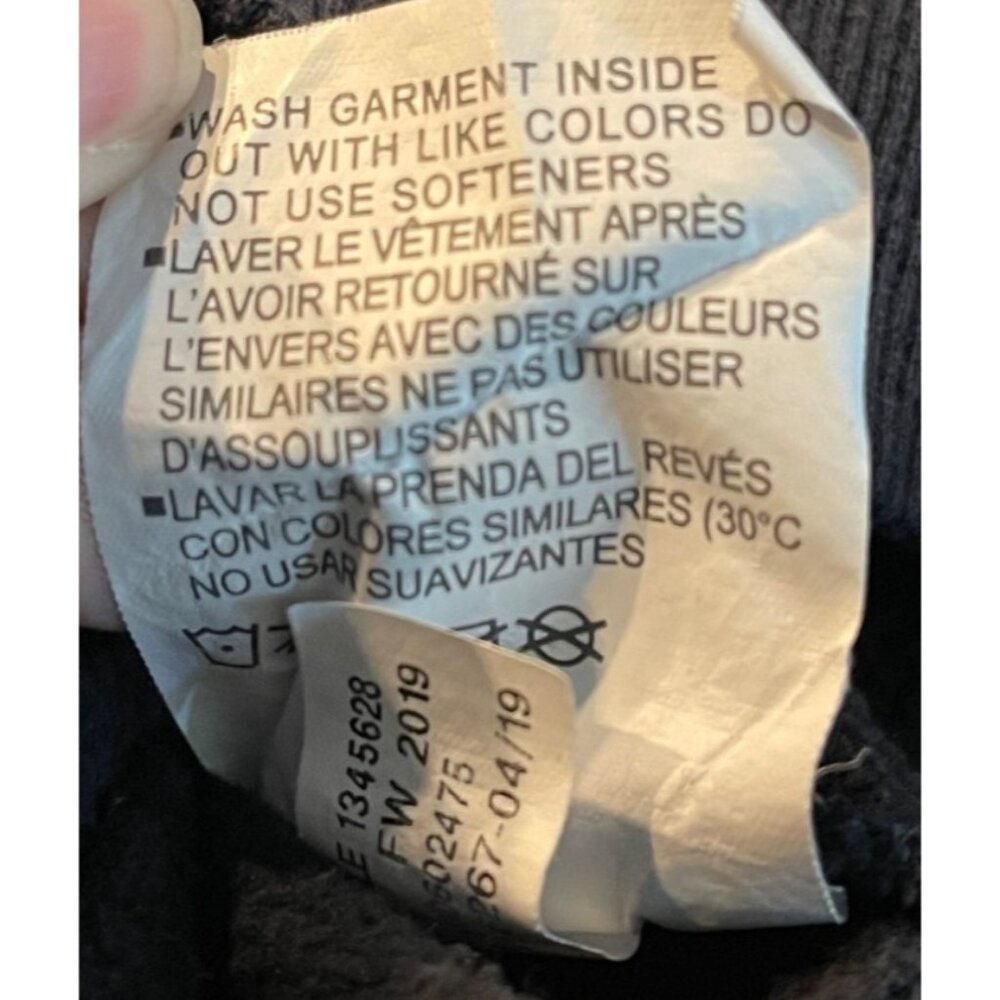 WASH GARMENT INSIDE
OUT WITH LIKE COLORS DO
NOT USE SOFTENERS
LAVER LE VÊTEMENT APRÈS
L'AVOIR RETOURNÉ SUR
L'ENVERS AVEC DES COULEURS
SIMILAIRES NE PAS UTILISER
D'ASSOUPLISSANTS
LAVAR LA PRENDA DEL REVÉS
CON COLORES SIMILARES (30°C
NO USAR SUAVIZANTES
1345628
FW 2019
602475
267-04/19